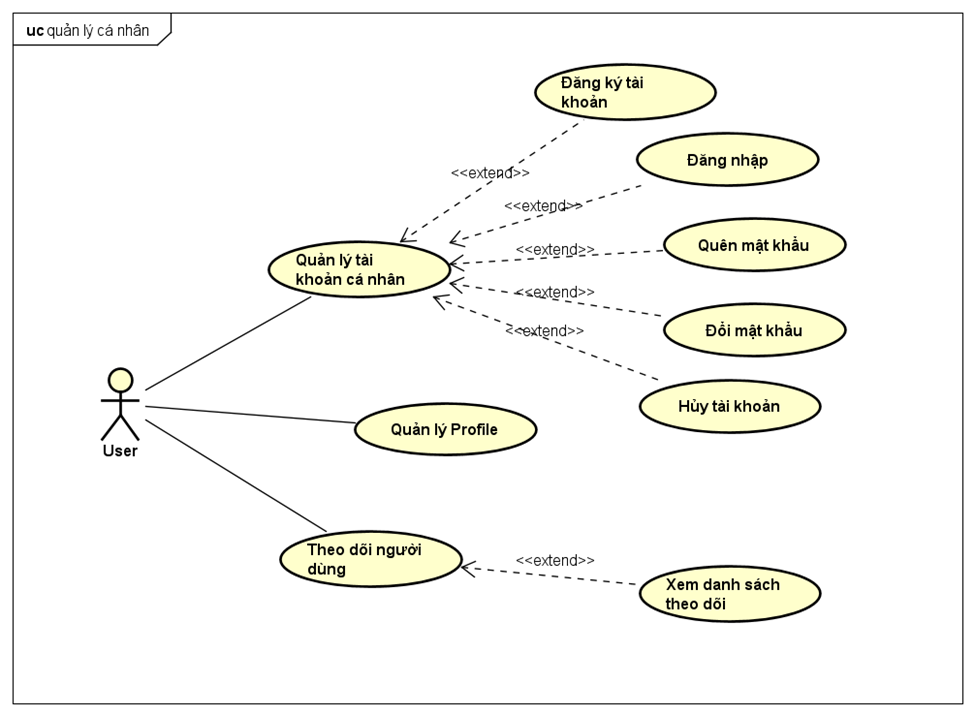 uc quản lý cá nhân
Đăng ký tài
khoản
<<extend>>
Đăng nhập
<<extend>>
Quên mật khẩu
<<extend>>
Quản lý tài
khoản cá nhân
<<extend>>
Đổi mật khẩu
<<extend>>
Hủy tài khoản
Quản lý Profile
User
Theo dõi người
dùng
<<extend>>
Xem danh sách
theo dõi